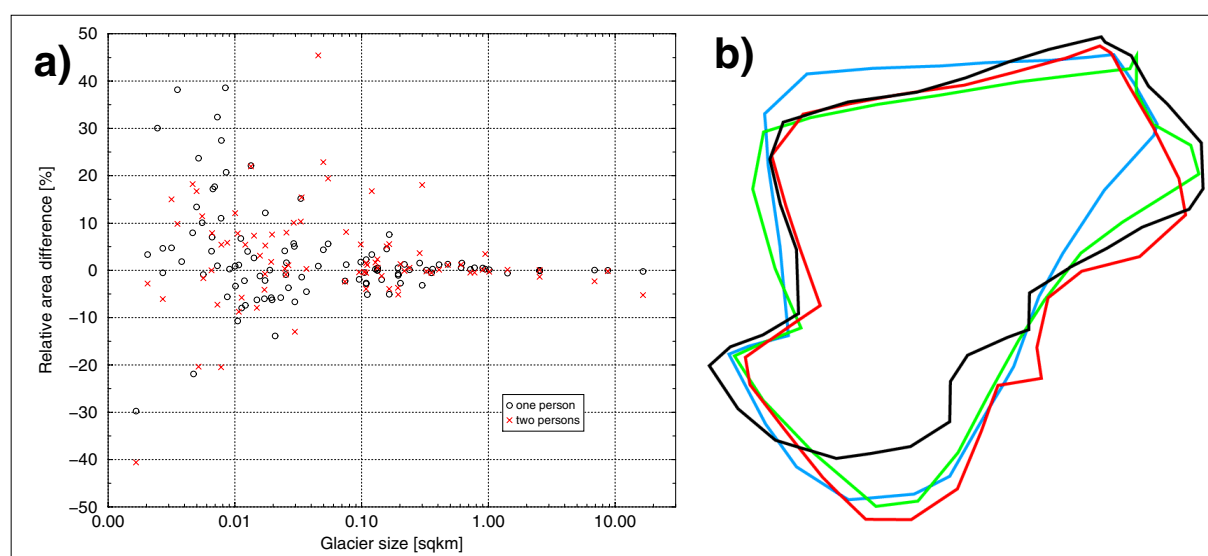 a)
b)
50
40
30
20
10
0
−10
−20
−30
−40
−50
Relative area difference [%]
one person
two persons
0.00 0.01 0.10 1.00 10.00
Glacier size [sqkm]